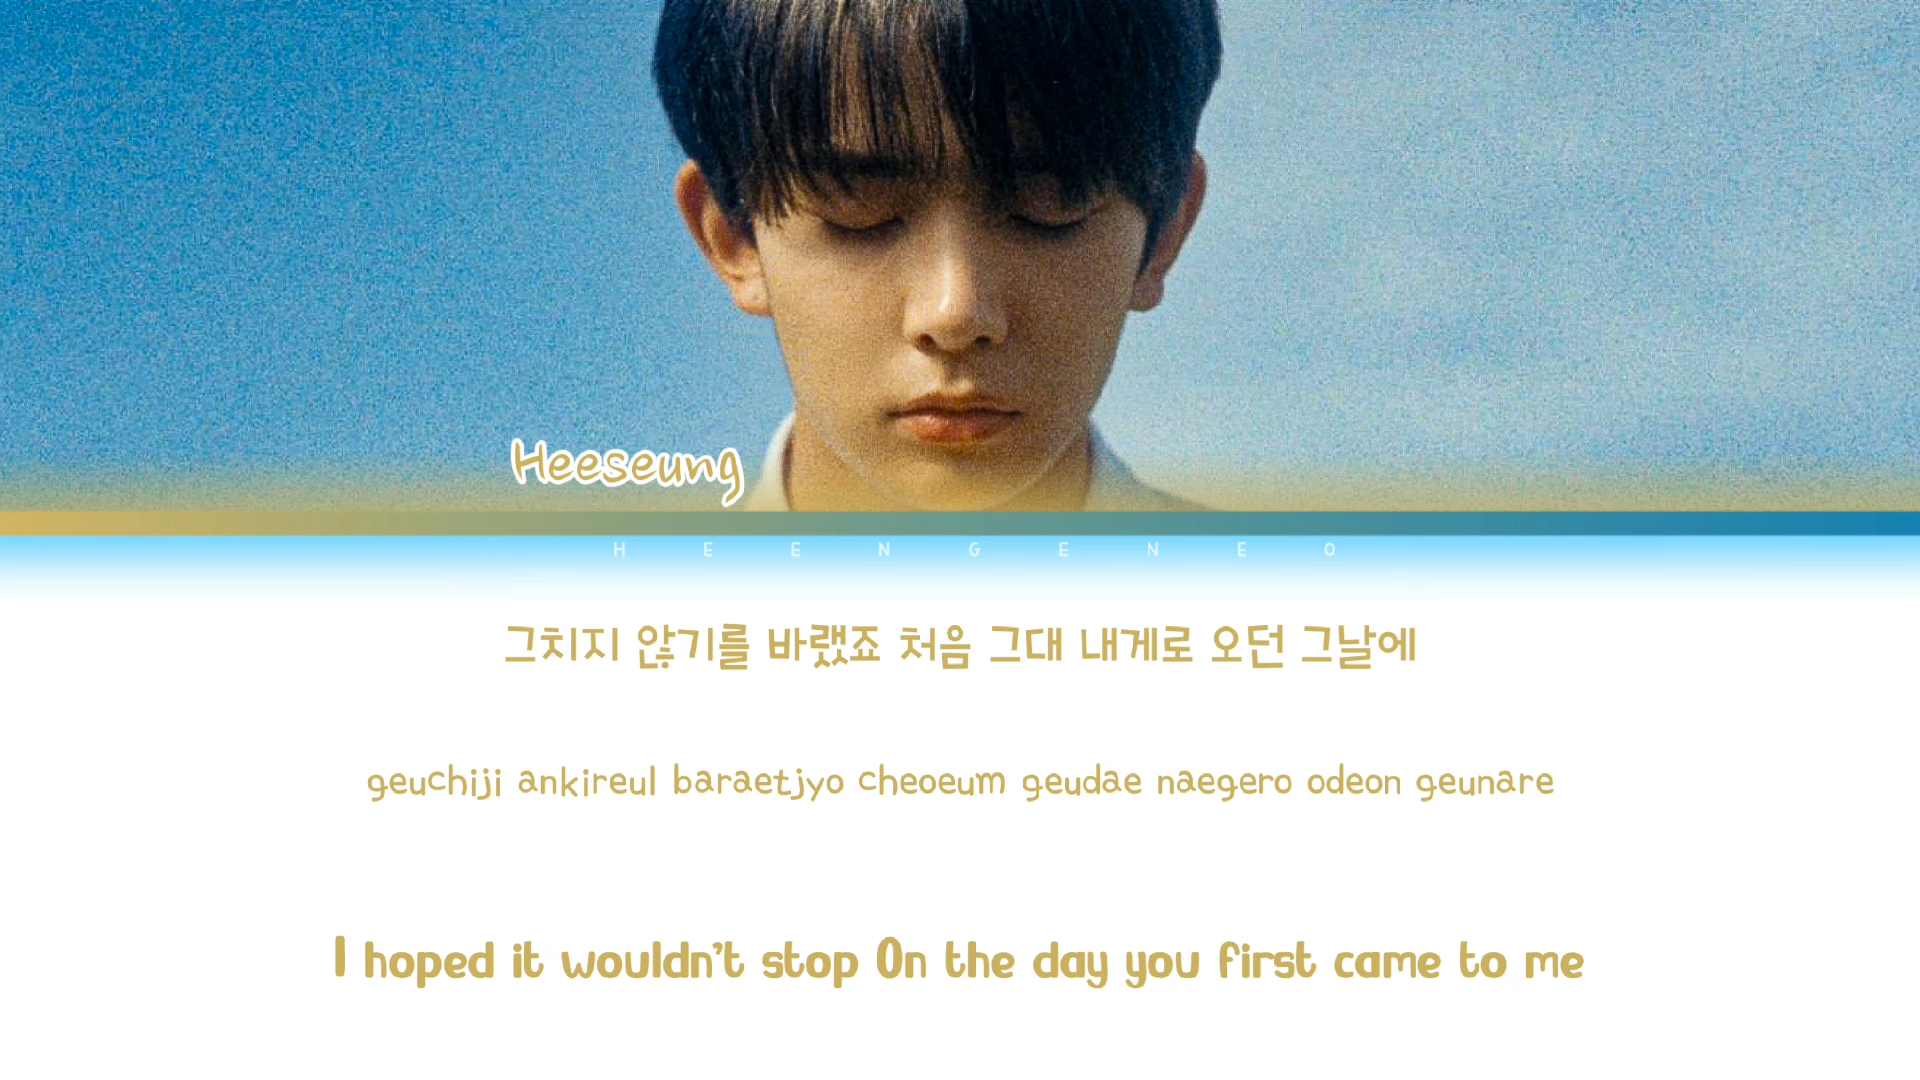 Heeseung
HEENGENEO
그치지 않기를 바랬죠 처음 그대 내게로 오던 그날에
geuchiji ankireul baraetjyo cheoeum geudae naegero odeon geunare
I hoped it wouldn't stop On the day you first came to me